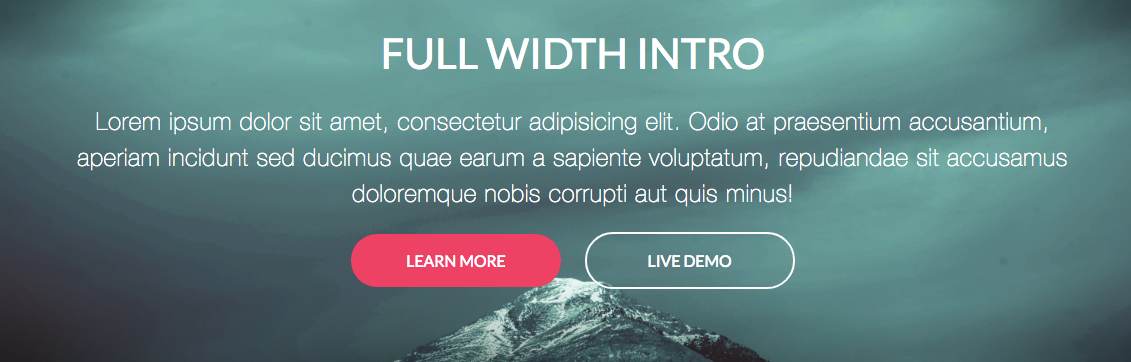 FULL WIDTH INTRO
Lorem ipsum dolor sit amet, consectetur adipisicing elit. Odio at praesentium accusantium,
aperiam incidunt sed ducimus quae earum a sapiente voluptatum, repudiandae sit accusamus
doloremque nobis corrupti aut quis minus!
LEARN MORE LIVE DEMO